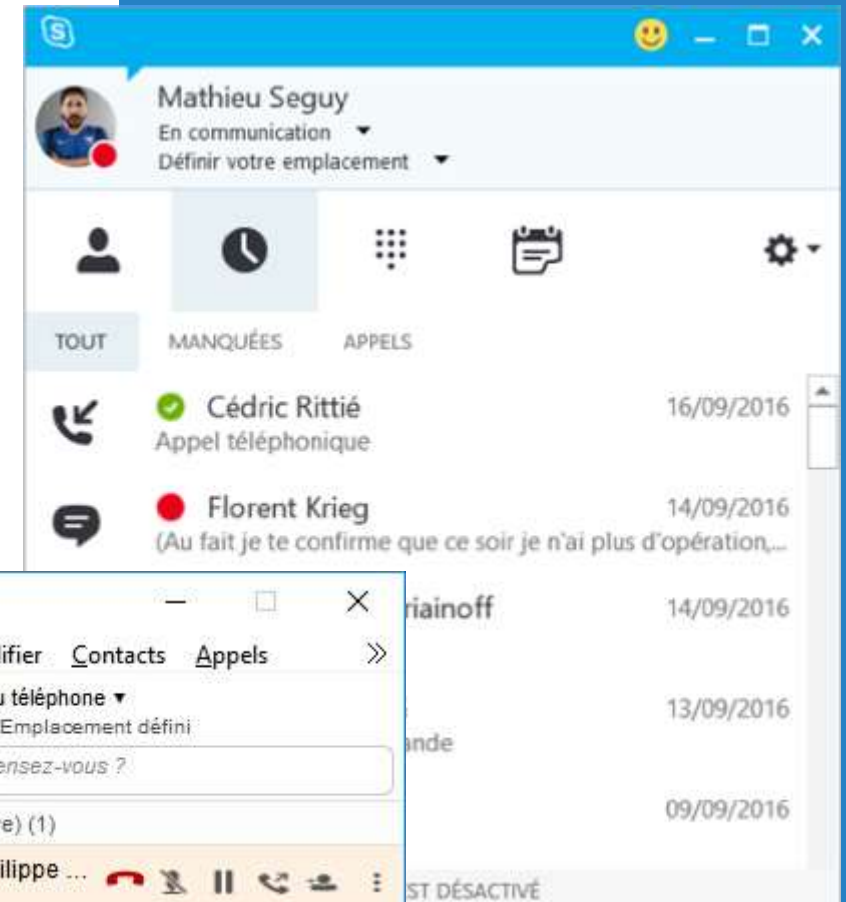 Mathieu Seguy
En communication
Définir votre emplacement
TOUT MANQUÉES APPELS
Cédric Rittié 16/09/2016
Appel téléphonique
Florent Krieg 14/09/2016
(Au fait je te confirme que ce soir je n'ai plus d'opération,...
riainoff 14/09/2016
13/09/2016
ande
09/09/2016
ST DÉSACTIVÉ
ifier Contacts Appels
u téléphone
Emplacement défini
ensez-vous ?
e) (1)
ilippe ...